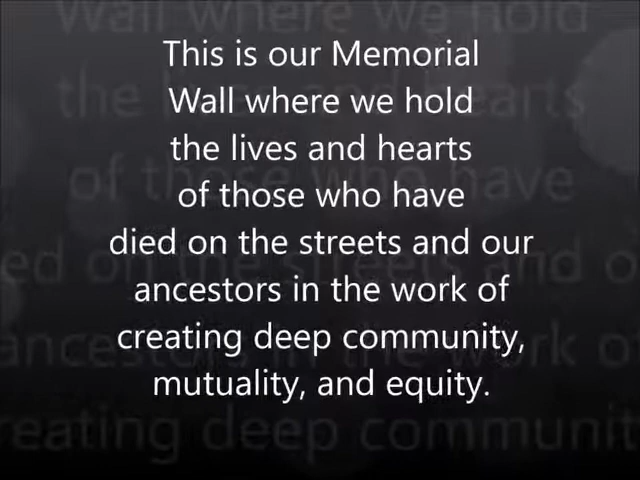 This is our Memorial
Wall where we hold
the lives and hearts
of those who have
died on the streets and our
ancestors in the work of
creating deep community,
mutuality, and equity.